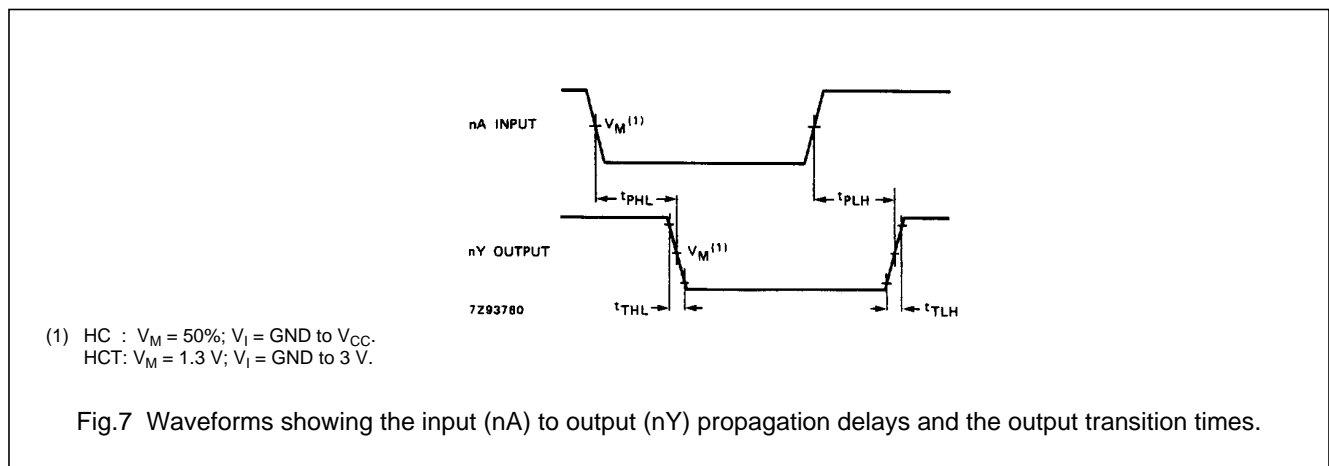 nA INPUT
VM(1)
tPHL
tPLH
nY OUTPUT
VM(1)
7Z93760
tTHL
tTLH
(1) HC : VM = 50%; VI = GND to VCC.
HCT: VM = 1.3 V; VI = GND to 3 V.
Fig.7 Waveforms showing the input (nA) to output (nY) propagation delays and the output transition times.